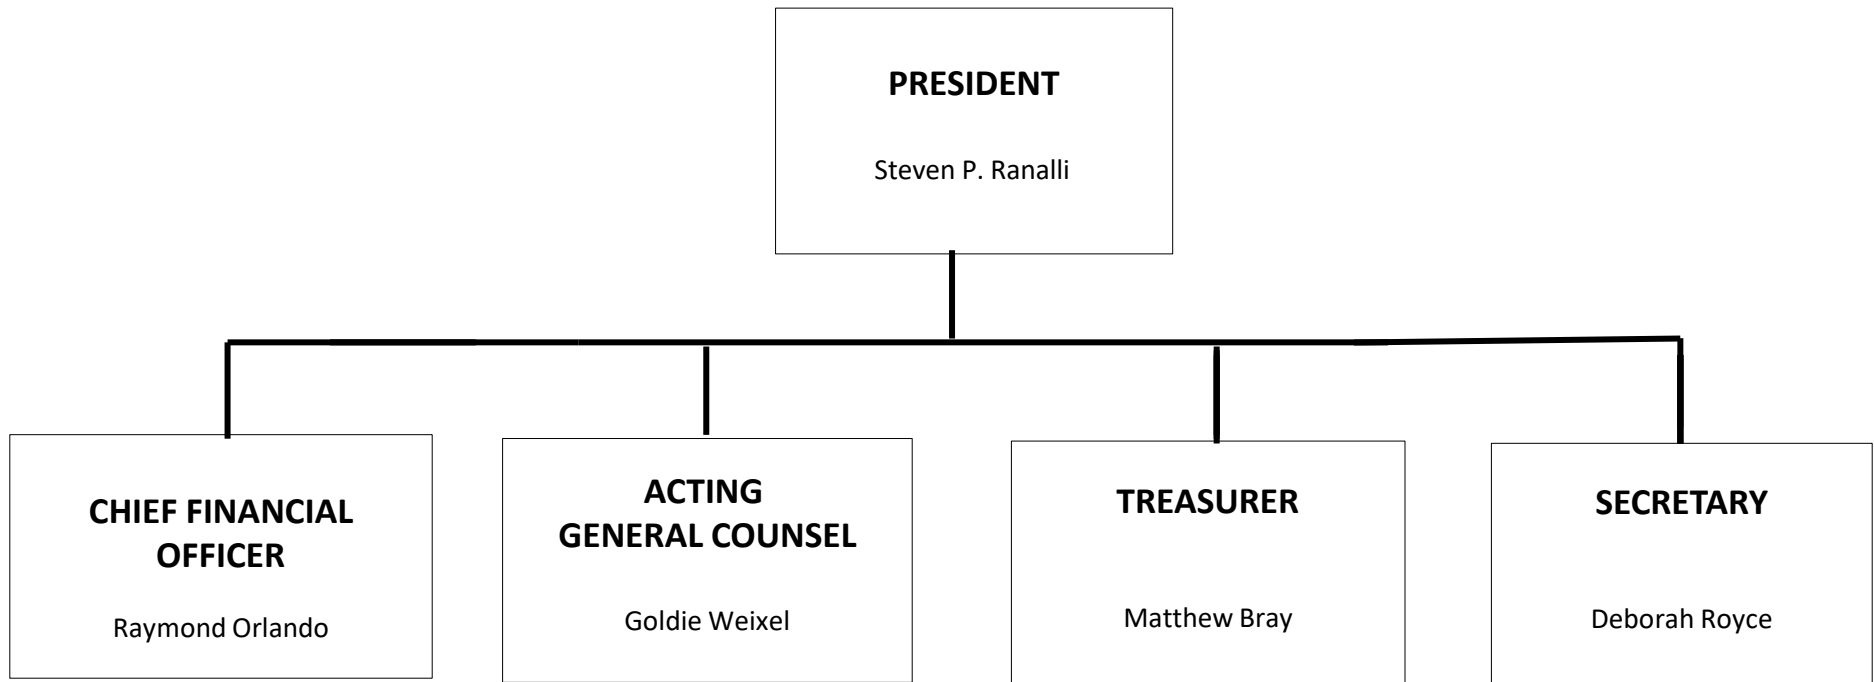 PRESIDENT
Steven P. Ranalli
CHIEF FINANCIAL
OFFICER
Raymond Orlando
ACTING
GENERAL COUNSEL
Goldie Weixel
TREASURER
Matthew Bray
SECRETARY
Deborah Royce